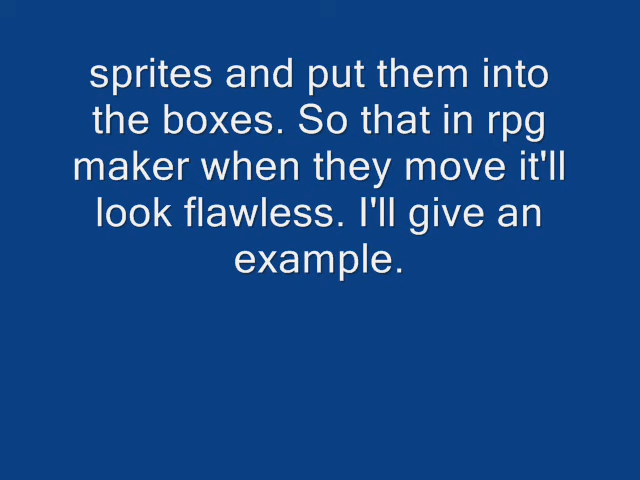 sprites and put them into
the boxes. So that in rpg
maker when they move it'll
look flawless. I'll give an
example.